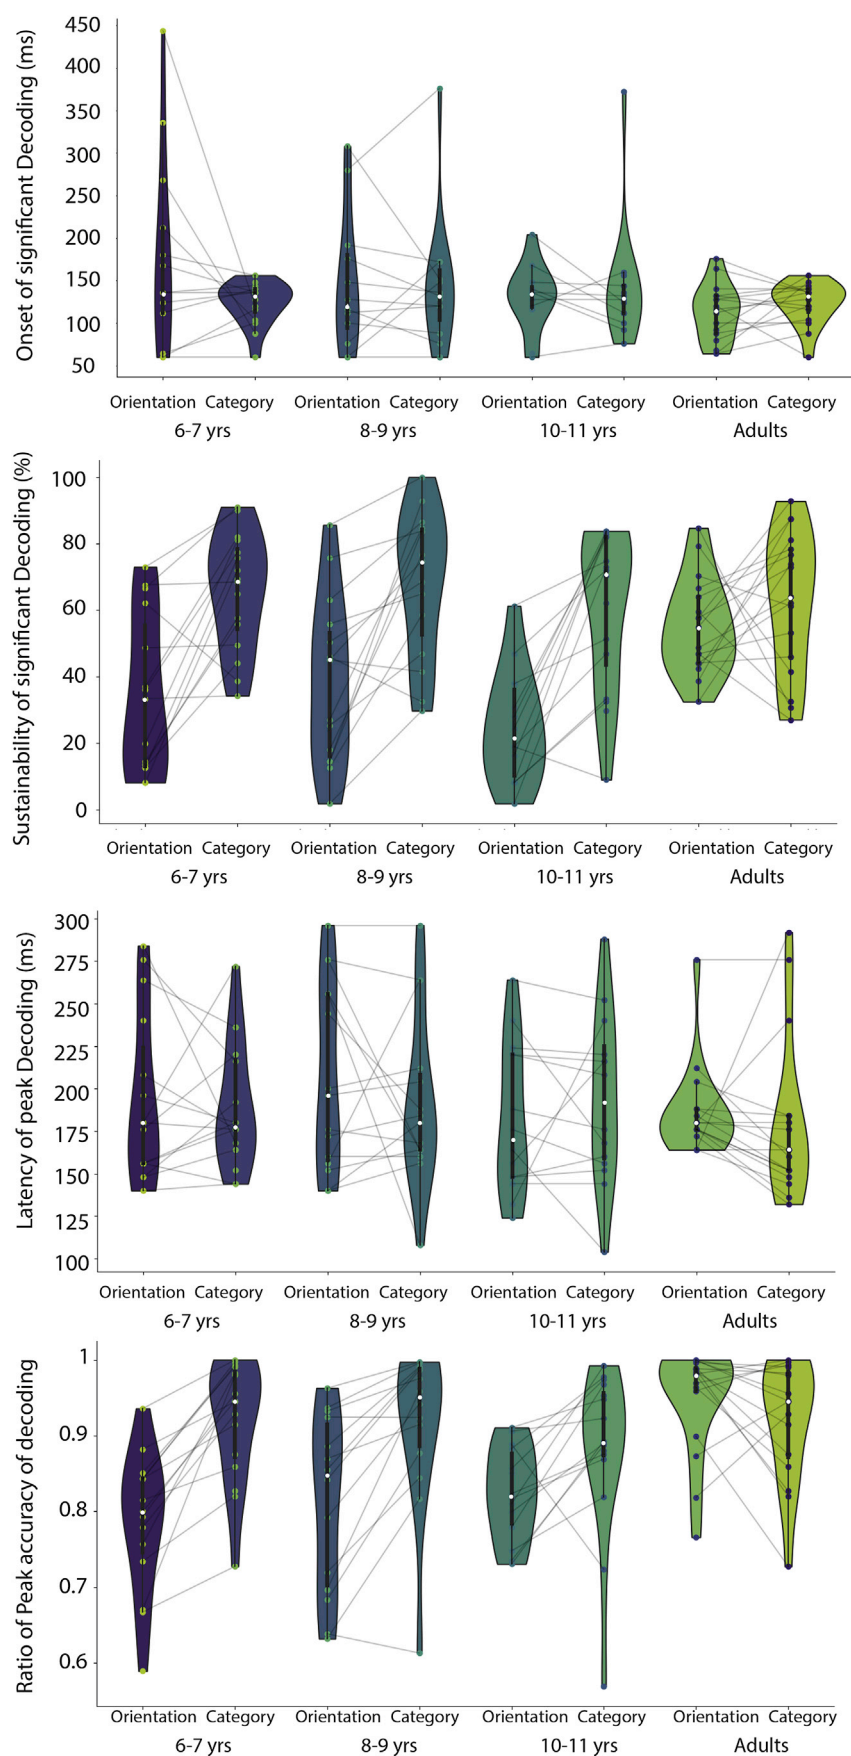 Onset of significant Decoding (ms)
450
400
350
300
250
200
150
100
50
Orientation Category Orientation Category Orientation Category Orientation Category
6-7 yrs 8-9 yrs 10-11 yrs Adults
Sustainability of significant Decoding (%)
100
80
60
40
20
0
Orientation Category Orientation Category Orientation Category Orientation Category
6-7 yrs 8-9 yrs 10-11 yrs Adults
Latency of peak Decoding (ms)
300
275
250
225
200
175
150
125
100
Orientation Category Orientation Category Orientation Category Orientation Category
6-7 yrs 8-9 yrs 10-11 yrs Adults
Ratio of Peak accuracy of decoding
1
0.9
0.8
0.7
0.6
Orientation Category Orientation Category Orientation Category Orientation Category
6-7 yrs 8-9 yrs 10-11 yrs Adults